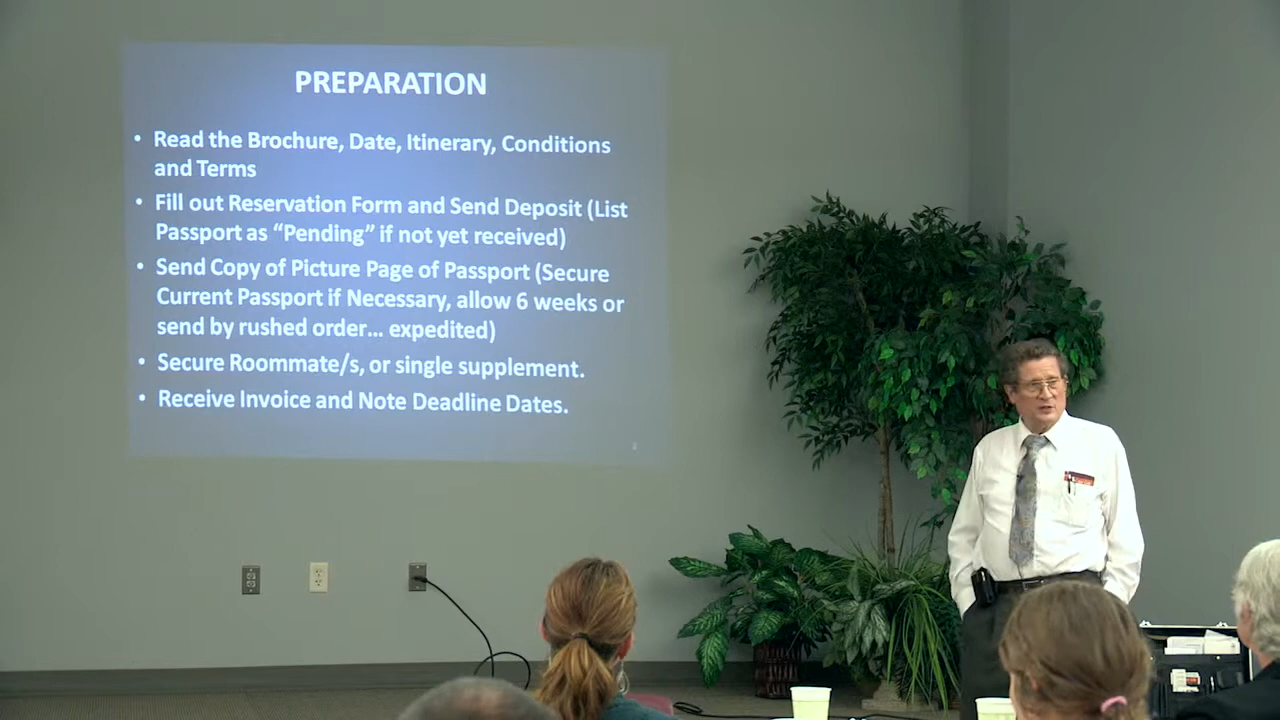 PREPARATION
• Read the Brochure, Date, Itinerary, Conditions
and Terms
• Fill out Reservation Form and Send Deposit (List
Passport as “Pending” if not yet received)
• Send Copy of Picture Page of Passport (Secure
Current Passport if Necessary, allow 6 weeks or
send by rushed order... expedited)
• Secure Roommate/s, or single supplement.
• Receive Invoice and Note Deadline Dates.